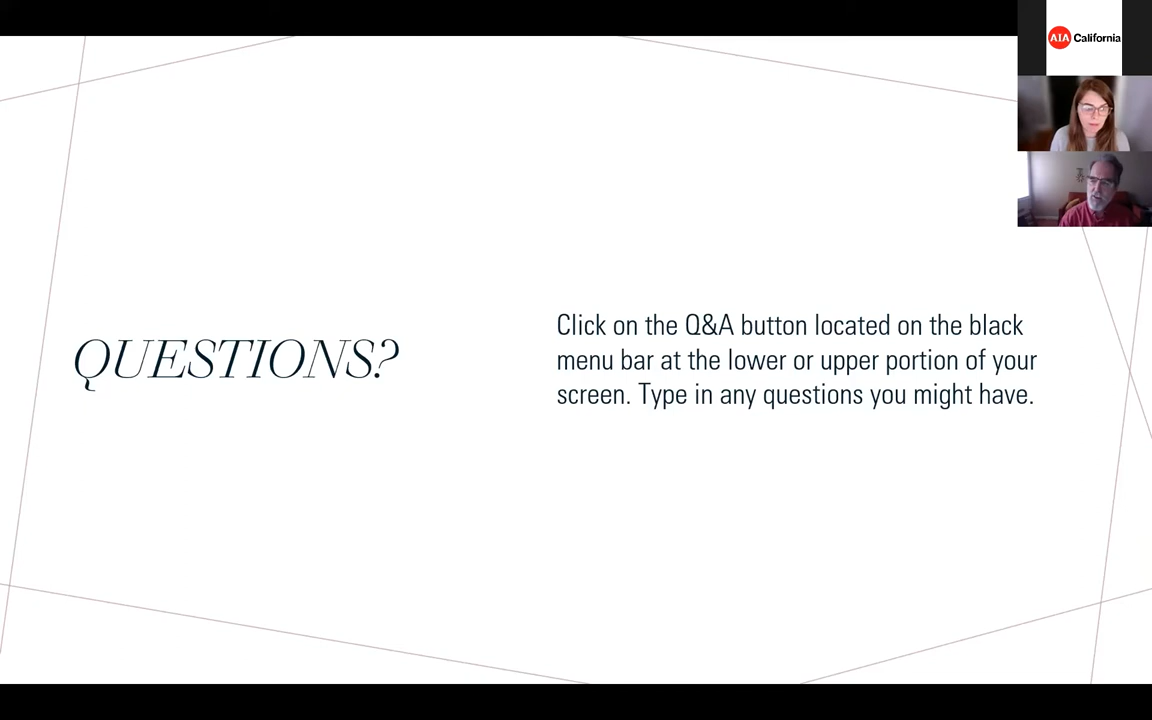 AIA California
QUESTIONS?
Click on the Q&A button located on the black
menu bar at the lower or upper portion of your
screen. Type in any questions you might have.